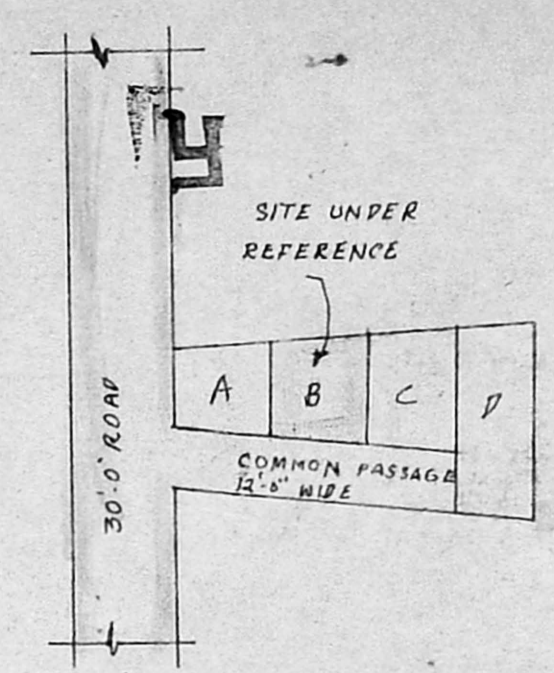 SITE UNDER
REFERENCE
A
B
C
D
COMMON PASSAGE
12'-0" WIDE
30'-0" ROAD